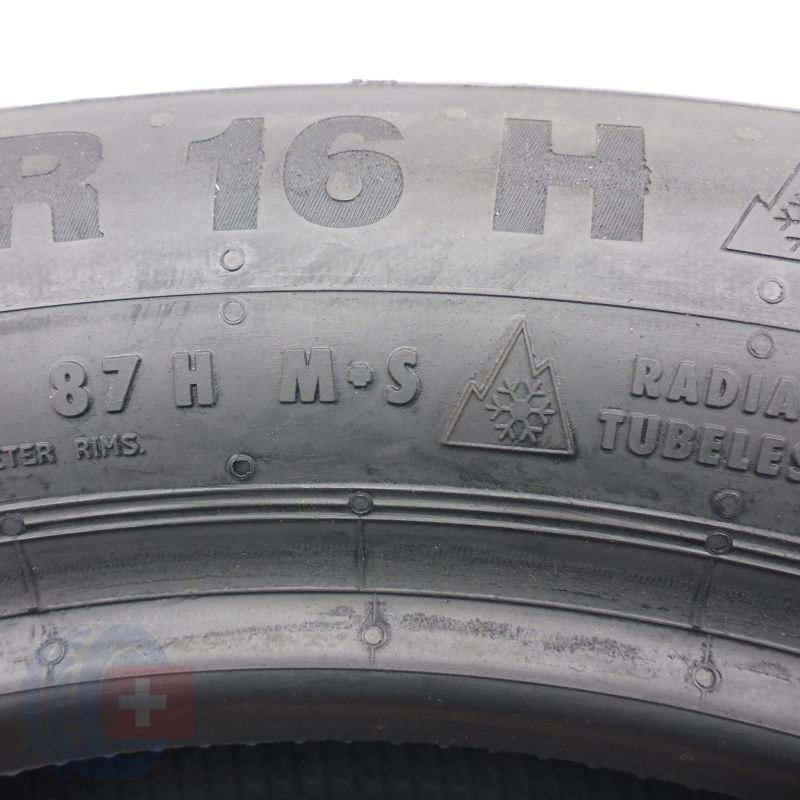 R 16 H
87 H M+S
RADIA
TUBELES
ETER RIMS.